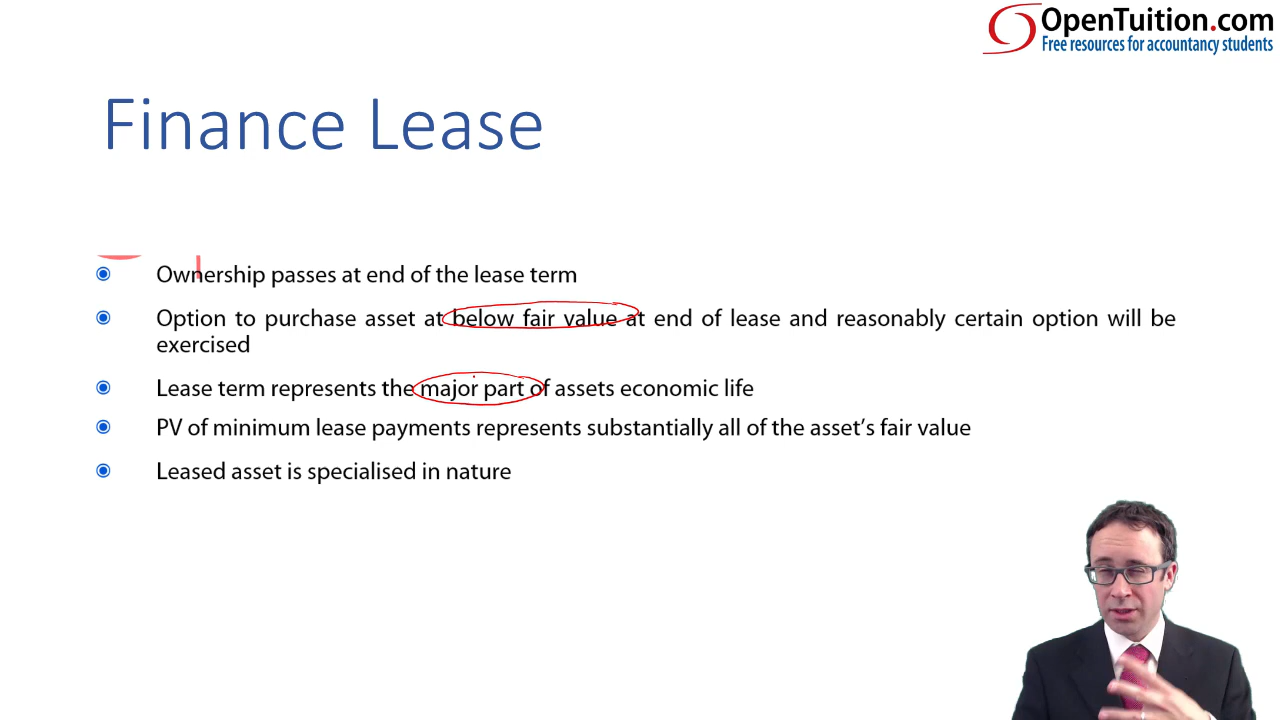 OpenTuition.com
Free resources for accountancy students
Finance Lease
Ownership passes at end of the lease term
Option to purchase asset at below fair value at end of lease and reasonably certain option will be
exercised
Lease term represents the major part of assets economic life
PV of minimum lease payments represents substantially all of the asset’s fair value
Leased asset is specialised in nature